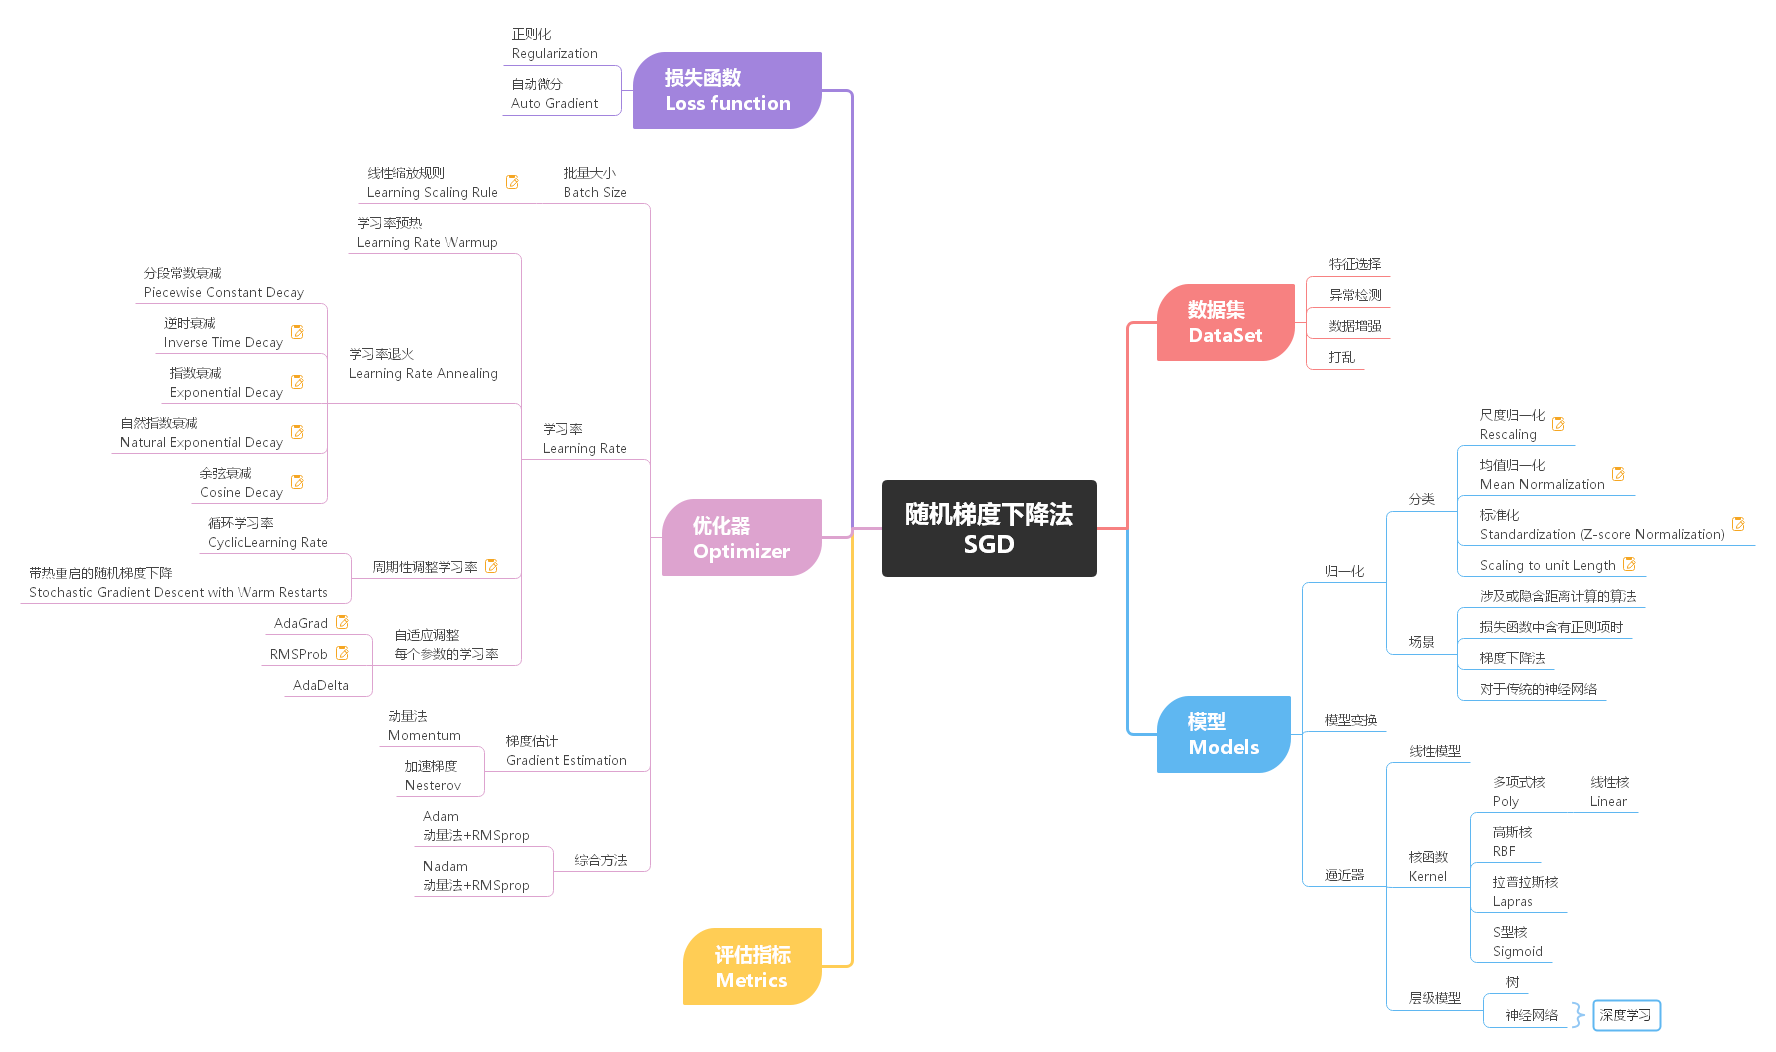 随机梯度下降法
SGD
损失函数
Loss function
正则化
Regularization
自动微分
Auto Gradient
优化器
Optimizer
批量大小
Batch Size
线性缩放规则
Learning Scaling Rule
学习率
Learning Rate
学习率预热
Learning Rate Warmup
学习率退火
Learning Rate Annealing
分段常数衰减
Piecewise Constant Decay
逆时衰减
Inverse Time Decay
指数衰减
Exponential Decay
自然指数衰减
Natural Exponential Decay
余弦衰减
Cosine Decay
周期性调整学习率
循环学习率
CyclicLearning Rate
带热重启的随机梯度下降
Stochastic Gradient Descent with Warm Restarts
自适应调整
每个参数的学习率
AdaGrad
RMSProb
AdaDelta
梯度估计
Gradient Estimation
动量法
Momentum
加速梯度
Nesterov
综合方法
Adam
动量法+RMSprop
Nadam
动量法+RMSprop
评估指标
Metrics
数据集
DataSet
特征选择
异常检测
数据增强
打乱
模型
Models
归一化
分类
尺度归一化
Rescaling
均值归一化
Mean Normalization
标准化
Standardization (Z-score Normalization)
Scaling to unit Length
场景
涉及或隐含距离计算的算法
损失函数中含有正则项时
梯度下降法
对于传统的神经网络
模型变换
逼近器
线性模型
核函数
Kernel
多项式核
Poly
线性核
Linear
高斯核
RBF
拉普拉斯核
Lapras
S型核
Sigmoid
层级模型
树
神经网络
深度学习